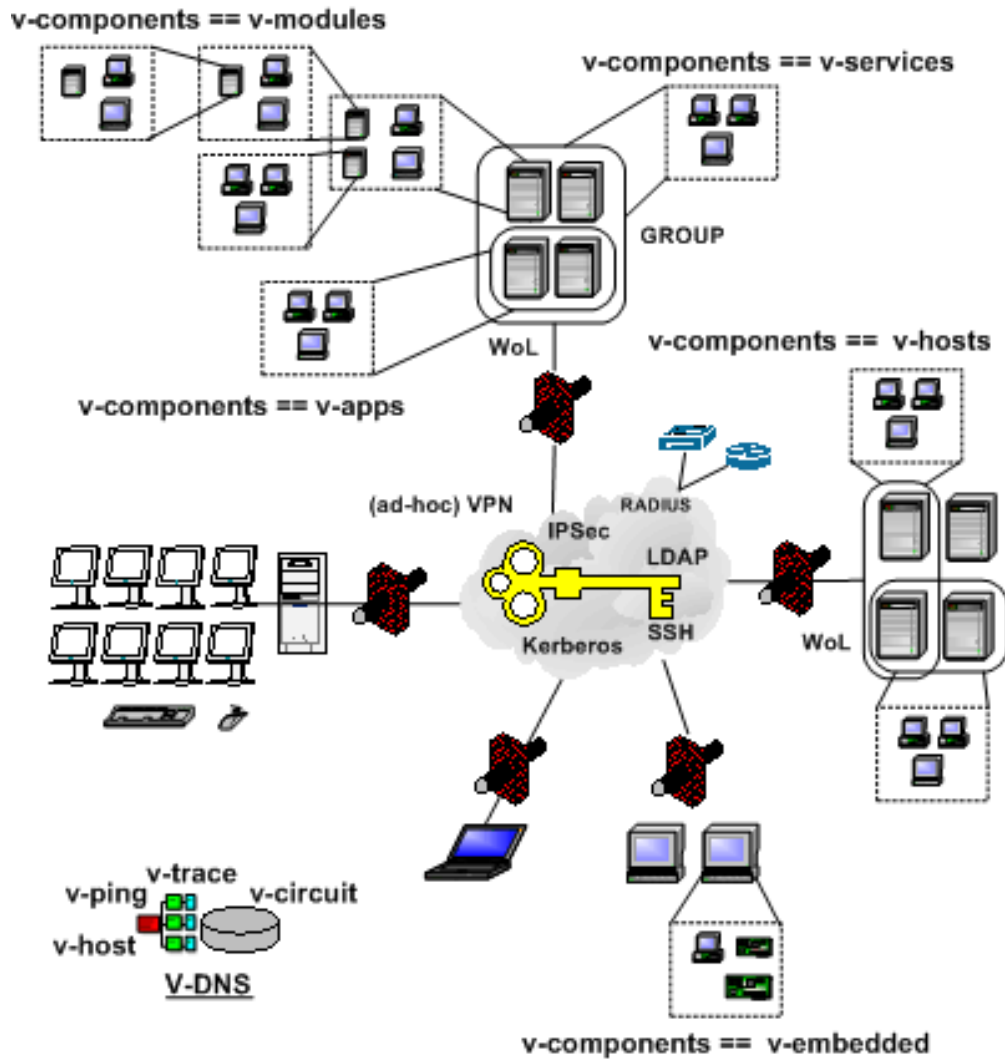 v-components == v-modules
v-components == v-services
GROUP
WoL
v-components == v-hosts
v-components == v-apps
(ad-hoc) VPN
RADIUS
IPSec
LDAP
Kerberos
SSH
WoL
v-trace
v-ping
v-circuit
v-host
V-DNS
v-components == v-embedded